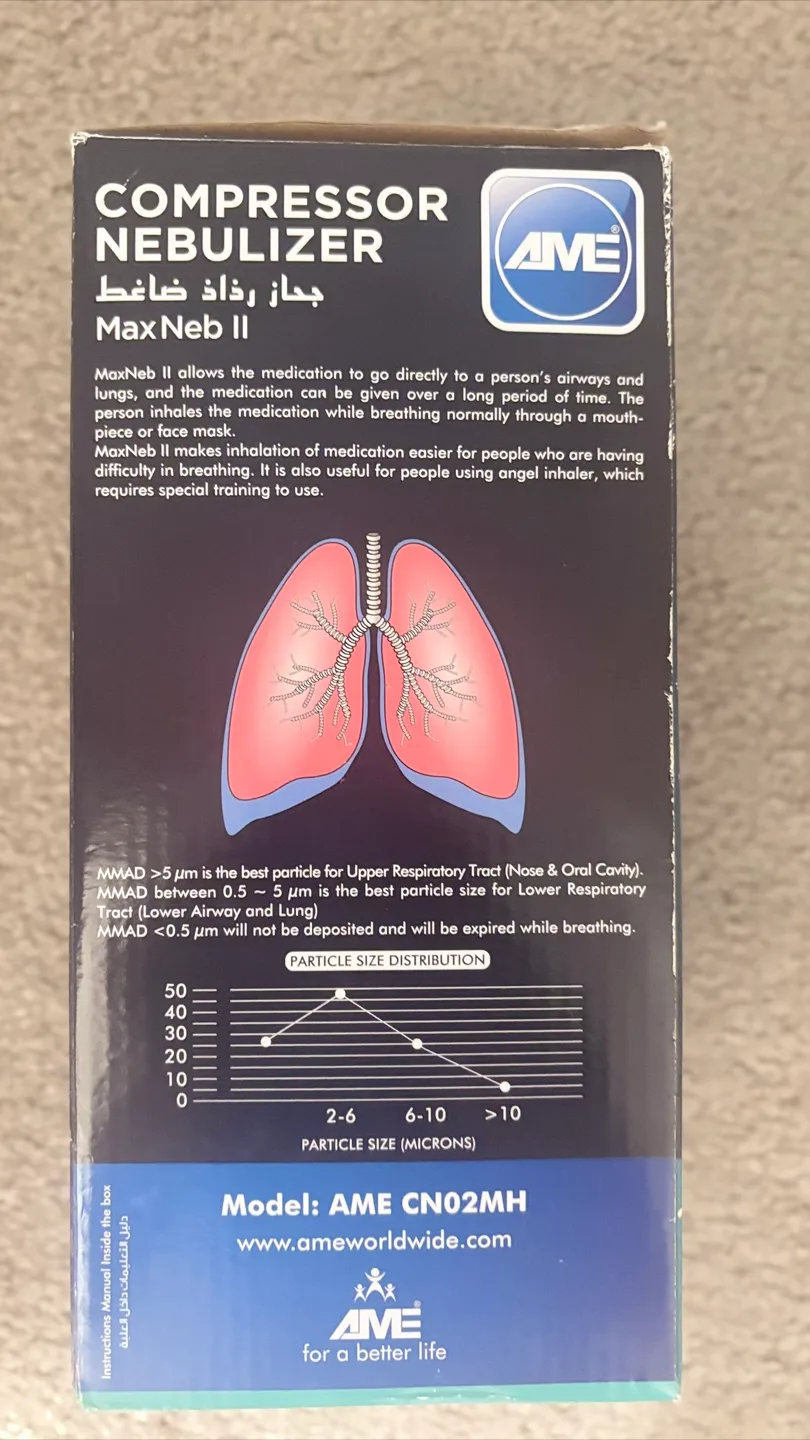 COMPRESSOR
NEBULIZER
جهاز رذاذ ضاغط
MaxNeb II
AME®
MaxNeb II allows the medication to go directly to a person's airways and
lungs, and the medication can be given over a long period of time. The
person inhales the medication while breathing normally through a mouth-
piece or face mask.
MaxNeb II makes inhalation of medication easier for people who are having
difficulty in breathing. It is also useful for people using angel inhaler, which
requires special training to use.
MMAD >5 µm is the best particle for Upper Respiratory Tract (Nose & Oral Cavity).
MMAD between 0.5 ~ 5 µm is the best particle size for Lower Respiratory
Tract (Lower Airway and Lung)
MMAD <0.5 µm will not be deposited and will be expired while breathing.
PARTICLE SIZE DISTRIBUTION
50
40
30
20
10
0
2-6 6-10 >10
PARTICLE SIZE (MICRONS)
Instructions Manual Inside the box
دليل التعليمات داخل العلبة
Model: AME CN02MH
www.ameworldwide.com
AME®
for a better life